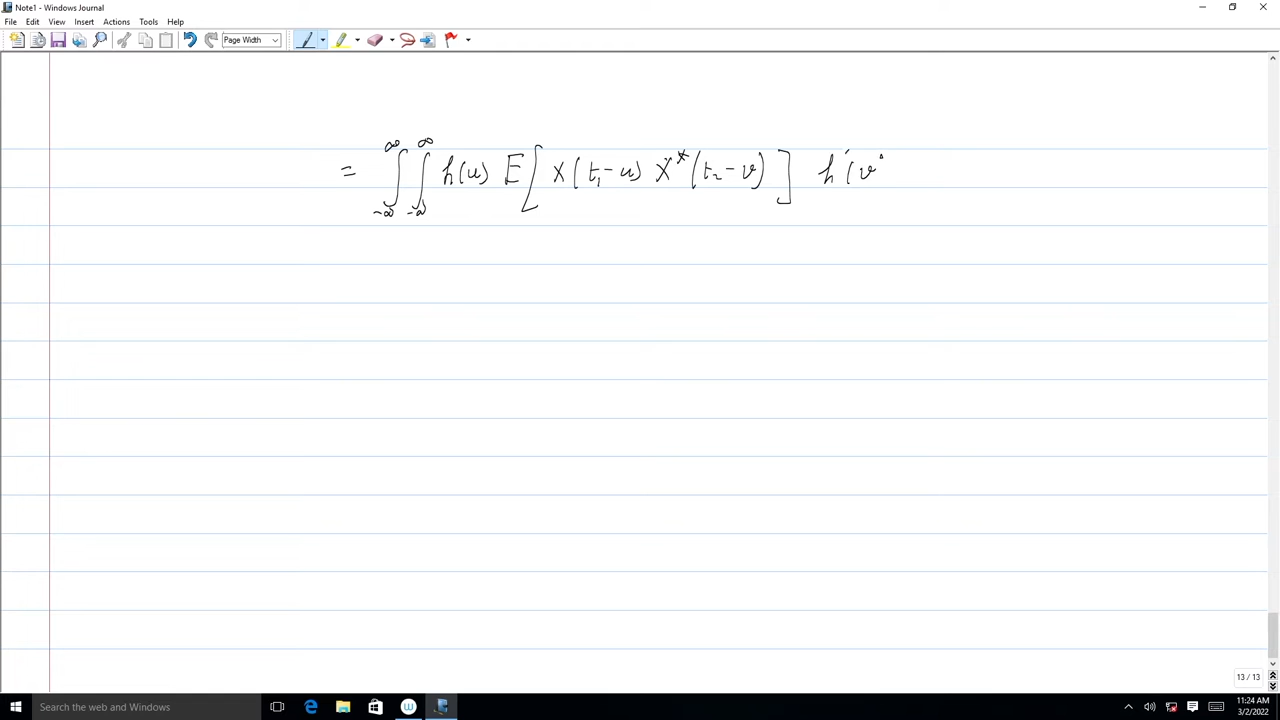 Note1 - Windows Journal
File Edit View Insert Actions Tools Help
Page Width
= ∫_{-∞}^{∞} ∫_{-∞}^{∞} h(u) E[ X(t₁-u) X*(t₂-v) ] h'(v
13 / 13
Search the web and Windows
11:24 AM
3/2/2022